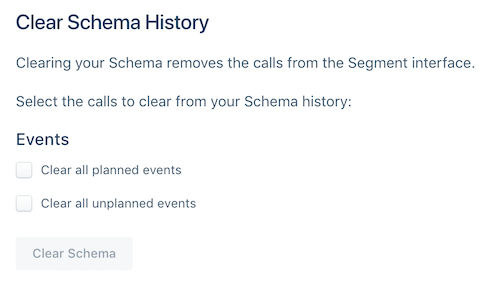 Clear Schema History
Clearing your Schema removes the calls from the Segment interface.
Select the calls to clear from your Schema history:
Events
Clear all planned events
Clear all unplanned events
Clear Schema